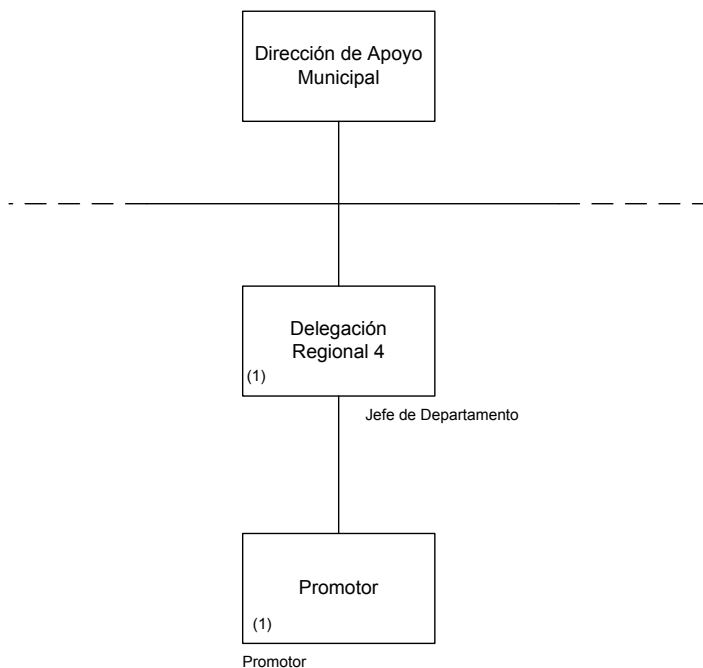 Dirección de Apoyo
Municipal
Delegación
Regional 4
(1)
Jefe de Departamento
Promotor
(1)
Promotor